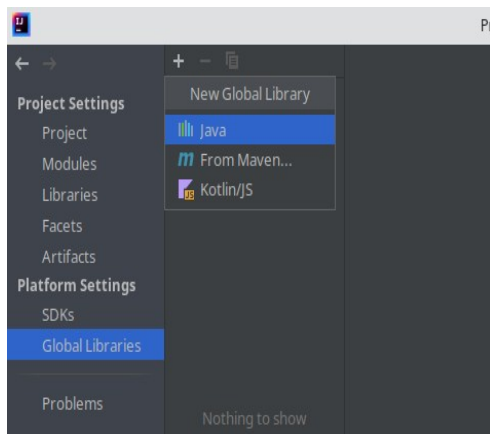 Pr
Project Settings
Project
Modules
Libraries
Facets
Artifacts
Platform Settings
SDKs
Global Libraries
Problems
New Global Library
Java
From Maven...
Kotlin/JS
Nothing to show